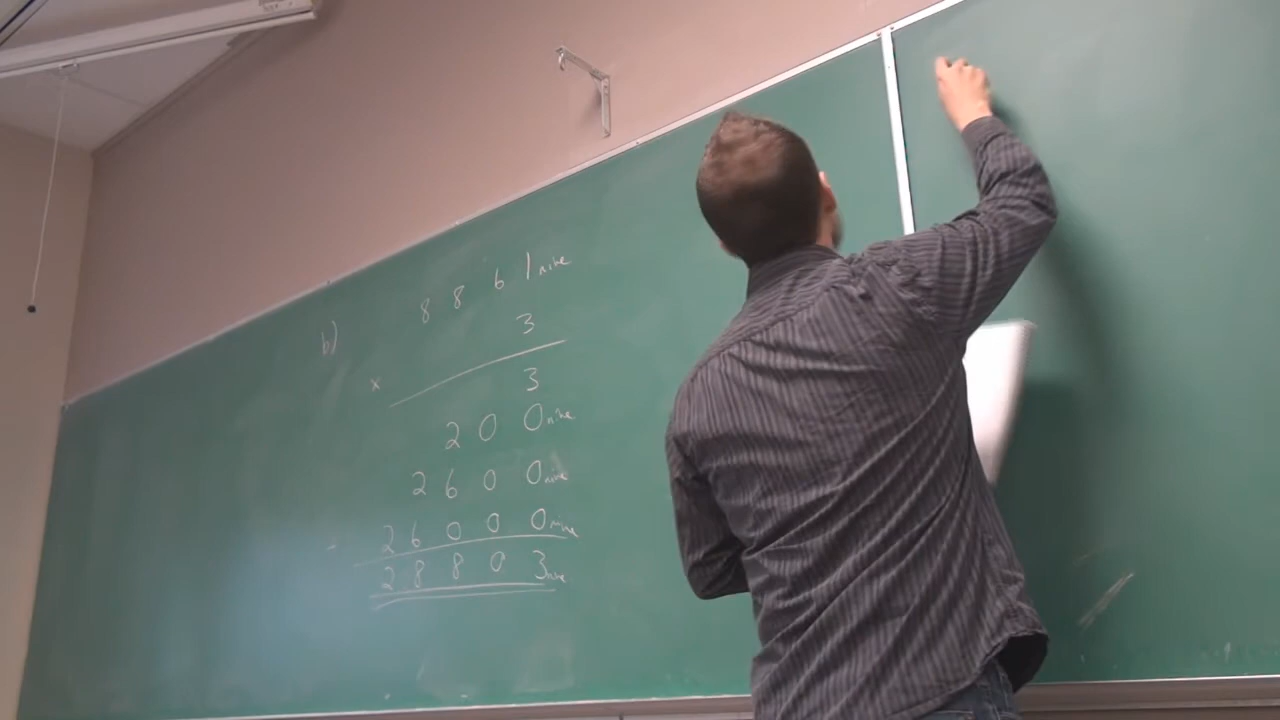 b) 8 8 6 1 nine
x 3
3
2 0 0 nine
2 6 0 0 nine
2 6 0 0 0 nine
2 8 8 0 3 nine